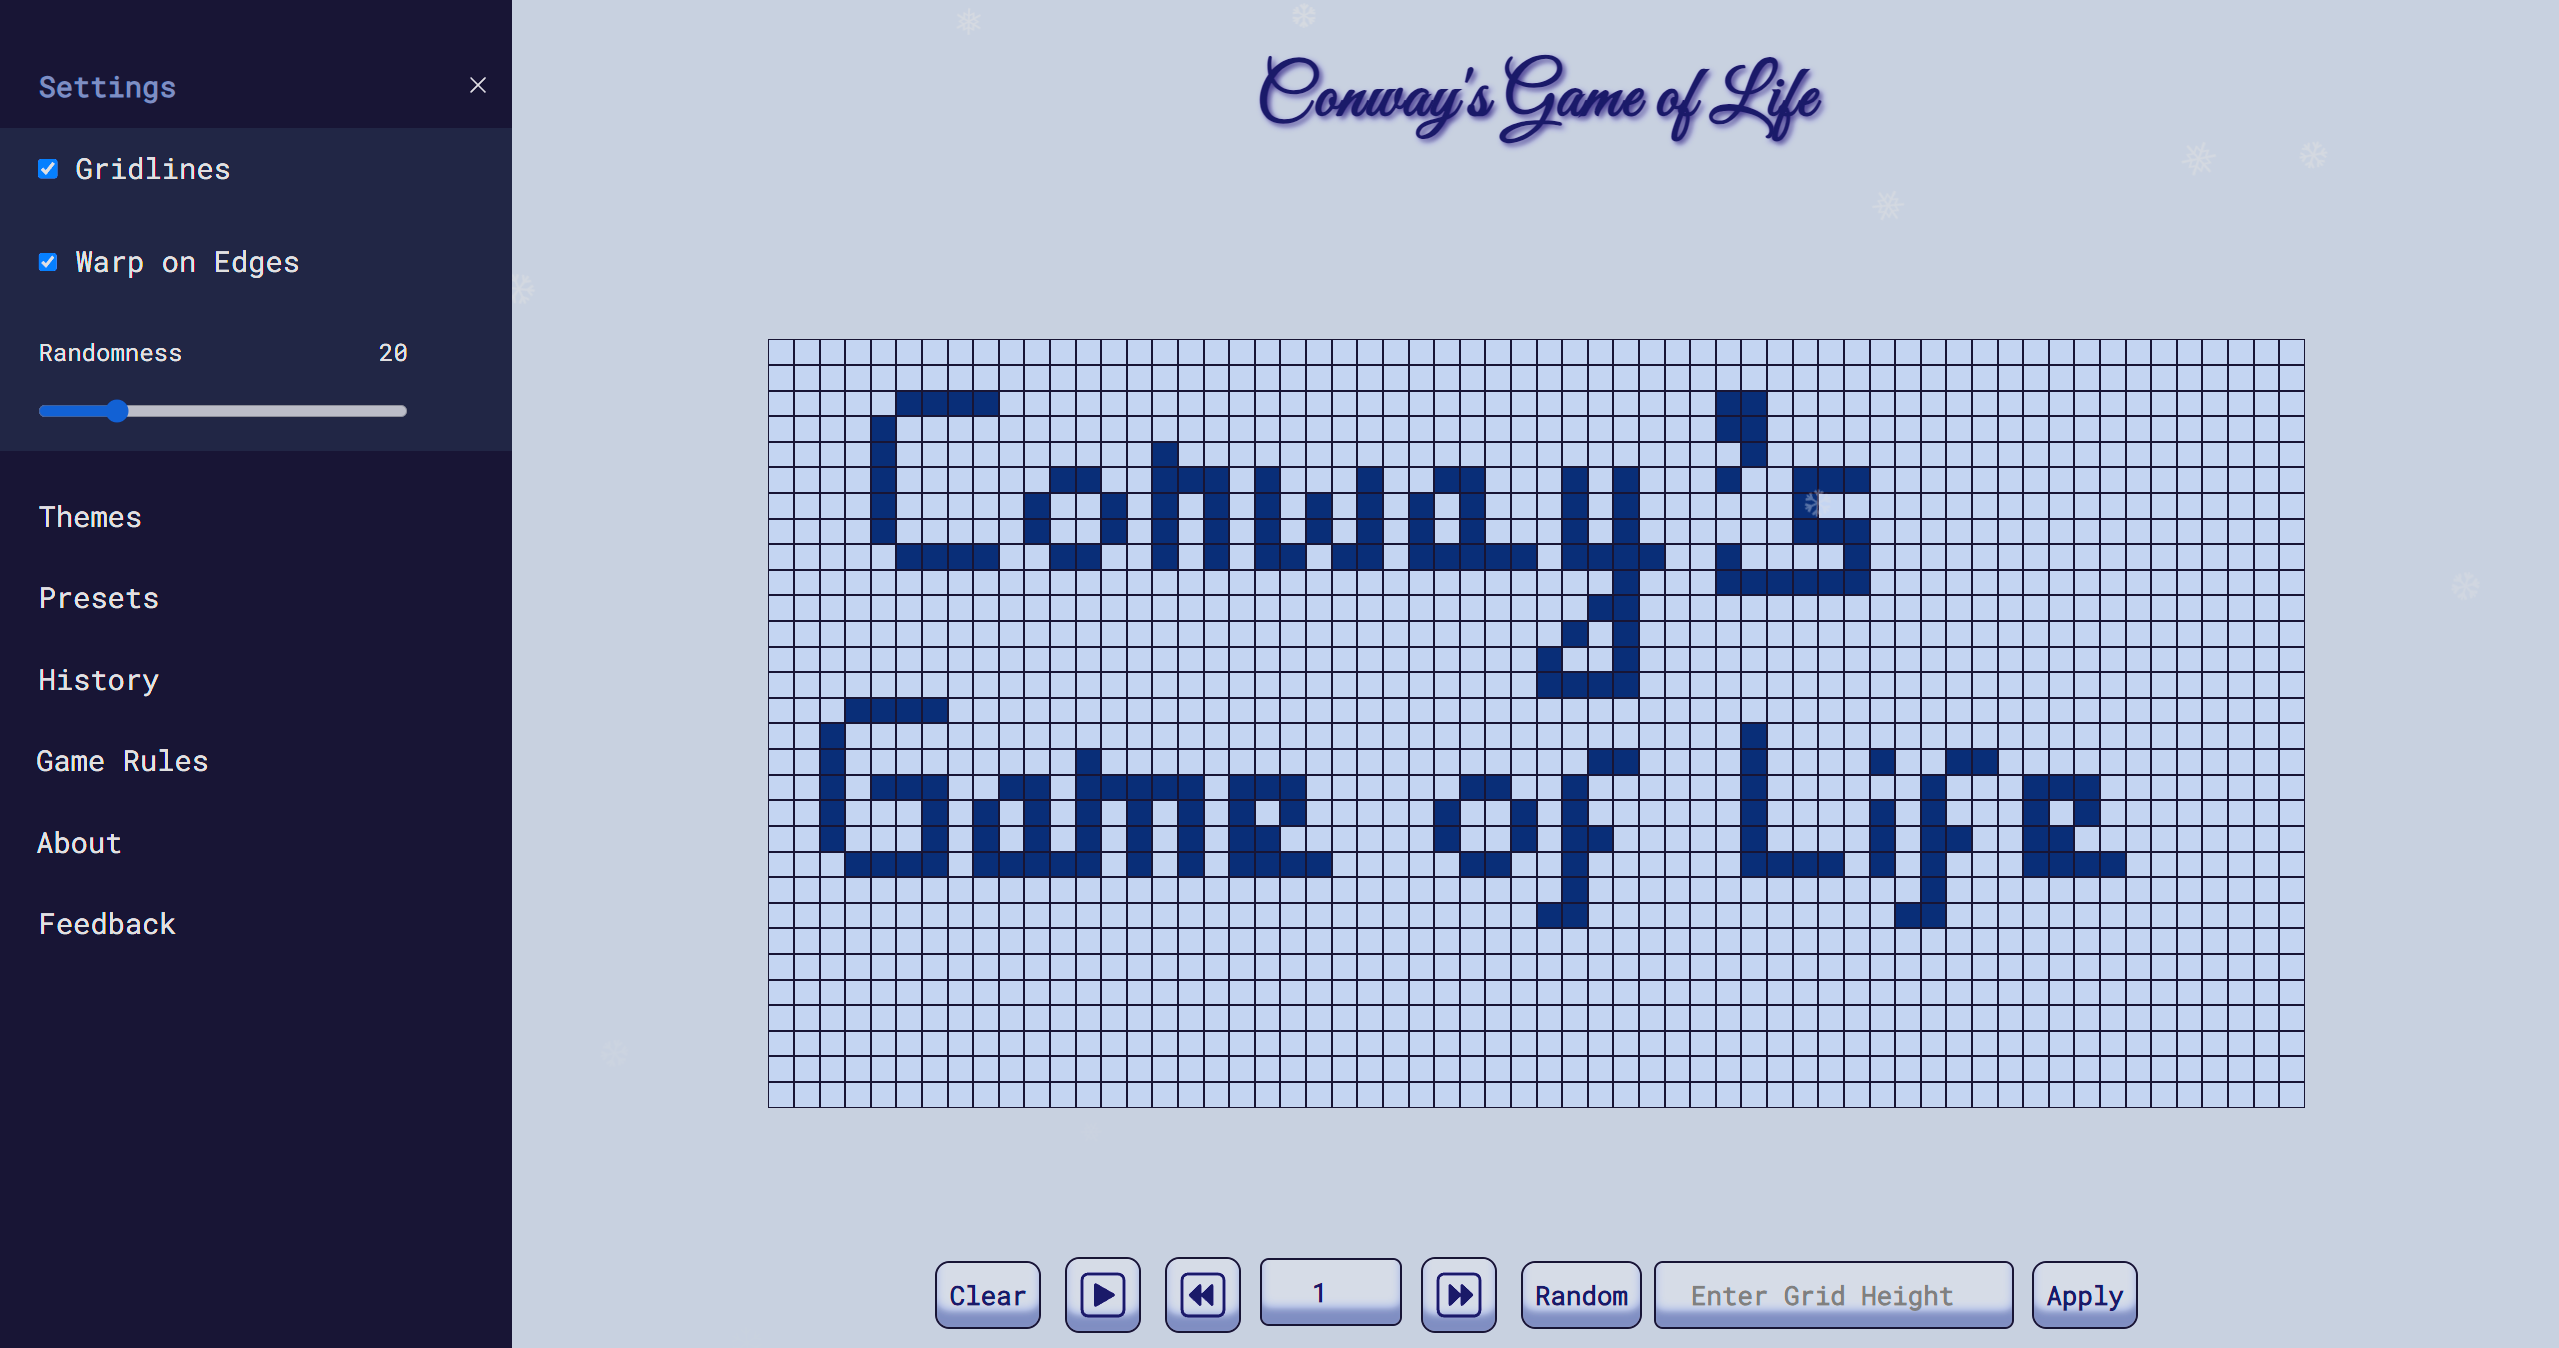 Settings
Gridlines
Warp on Edges
Randomness 20
Themes
Presets
History
Game Rules
About
Feedback
Conway's Game of Life
Conway's
Game of Life
Clear
1
Random
Enter Grid Height
Apply